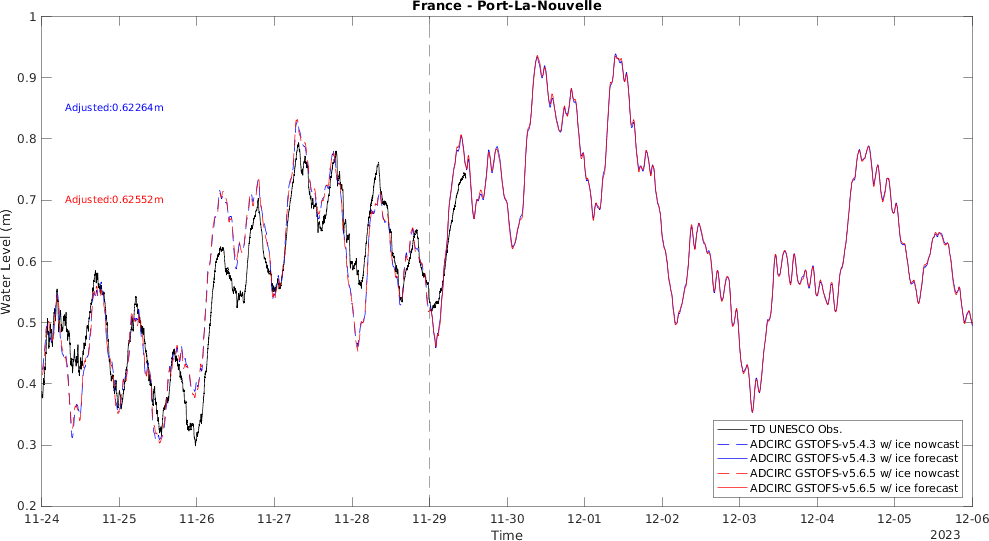 France - Port-La-Nouvelle
1
0.9
0.8
0.7
0.6
0.5
0.4
0.3
0.2
Water Level (m)
Adjusted:0.62264m
Adjusted:0.62552m
TD UNESCO Obs.
ADCIRC GSTOFS-v5.4.3 w/ ice nowcast
ADCIRC GSTOFS-v5.4.3 w/ ice forecast
ADCIRC GSTOFS-v5.6.5 w/ ice nowcast
ADCIRC GSTOFS-v5.6.5 w/ ice forecast
11-24 11-25 11-26 11-27 11-28 11-29 11-30 12-01 12-02 12-03 12-04 12-05 12-06
Time
2023